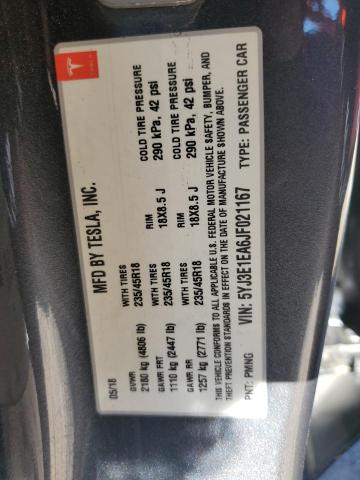 TESLA
MFD BY TESLA, INC. 05/18
GVWR WITH TIRES RIM COLD TIRE PRESSURE
2180 kg (4806 lb) 235/45R18 18X8.5 J 290 kPa, 42 psi
GAWR FRT WITH TIRES RIM COLD TIRE PRESSURE
1110 kg (2447 lb) 235/45R18 18X8.5 J 290 kPa, 42 psi
GAWR RR WITH TIRES
1257 kg (2771 lb) 235/45R18
THIS VEHICLE CONFORMS TO ALL APPLICABLE U.S. FEDERAL MOTOR VEHICLE SAFETY, BUMPER, AND
THEFT PREVENTION STANDARDS IN EFFECT ON THE DATE OF MANUFACTURE SHOWN ABOVE.
PNT: PMNG VIN: 5YJ3E1EA6JF021167 TYPE: PASSENGER CAR